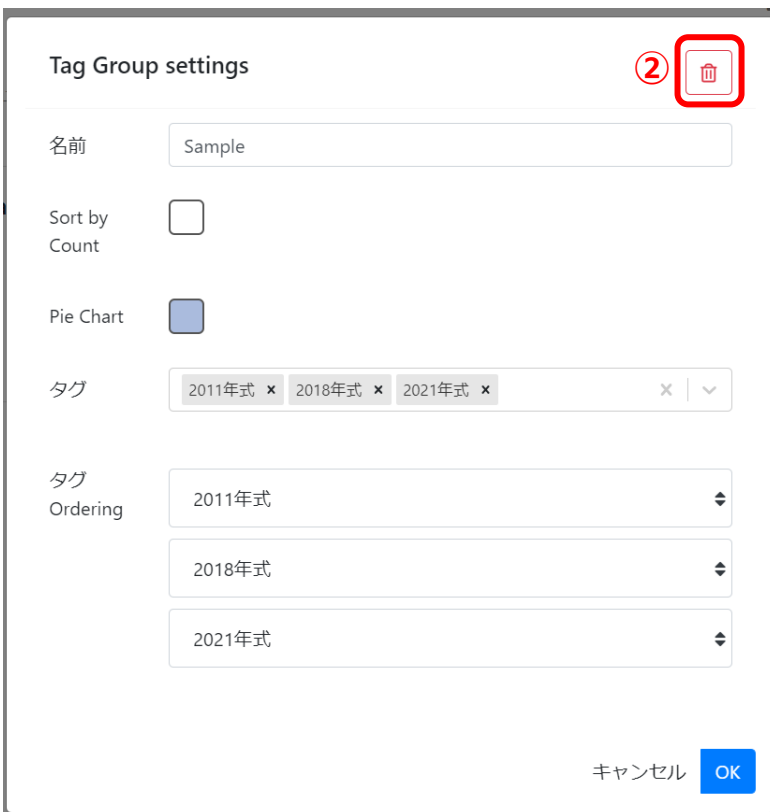 Tag Group settings
②
名前
Sample
Sort by
Count
Pie Chart
タグ
2011年式 × 2018年式 × 2021年式 ×
タグ
Ordering
2011年式
2018年式
2021年式
キャンセル
OK